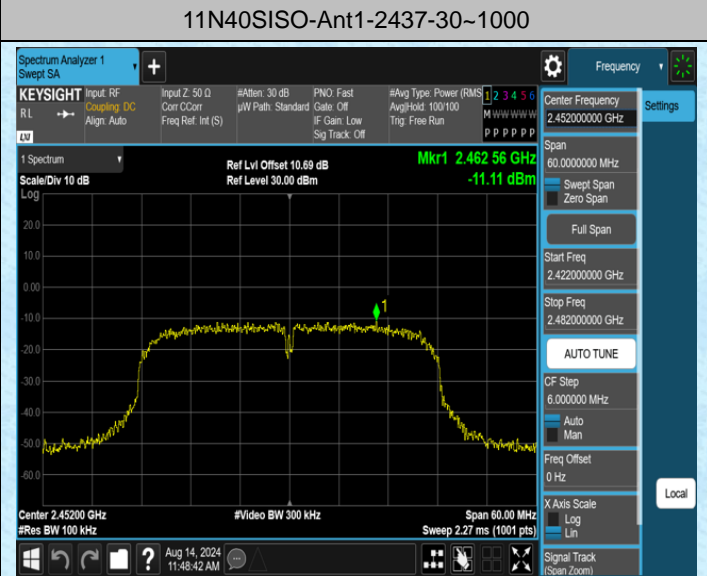 11N40SISO-Ant1-2437-30~1000
Spectrum Analyzer 1
Swept SA
Frequency
KEYSIGHT
RL
LXI
Input: RF
Coupling: DC
Align: Auto
Input Z: 50 Ω
Corr CCorr
Freq Ref: Int (S)
#Atten: 30 dB
µW Path: Standard
PNO: Fast
Gate: Off
IF Gain: Low
Sig Track: Off
#Avg Type: Power (RMS
Avg|Hold: 100/100
Trig: Free Run
1 2 3 4 5 6
M W W W W W
P P P P P P
1 Spectrum
Scale/Div 10 dB
Log
Ref Lvl Offset 10.69 dB
Ref Level 30.00 dBm
Mkr1 2.462 56 GHz
-11.11 dBm
20.0
10.0
0.00
-10.0
-20.0
-30.0
-40.0
-50.0
-60.0
1
Center 2.45200 GHz
#Res BW 100 kHz
#Video BW 300 kHz
Span 60.00 MHz
Sweep 2.27 ms (1001 pts)
Center Frequency
2.452000000 GHz
Span
60.0000000 MHz
Swept Span
Zero Span
Full Span
Start Freq
2.422000000 GHz
Stop Freq
2.482000000 GHz
AUTO TUNE
CF Step
6.000000 MHz
Auto
Man
Freq Offset
0 Hz
X Axis Scale
Log
Lin
Signal Track
(Span Zoom)
Settings
Local
?
Aug 14, 2024
11:48:42 AM